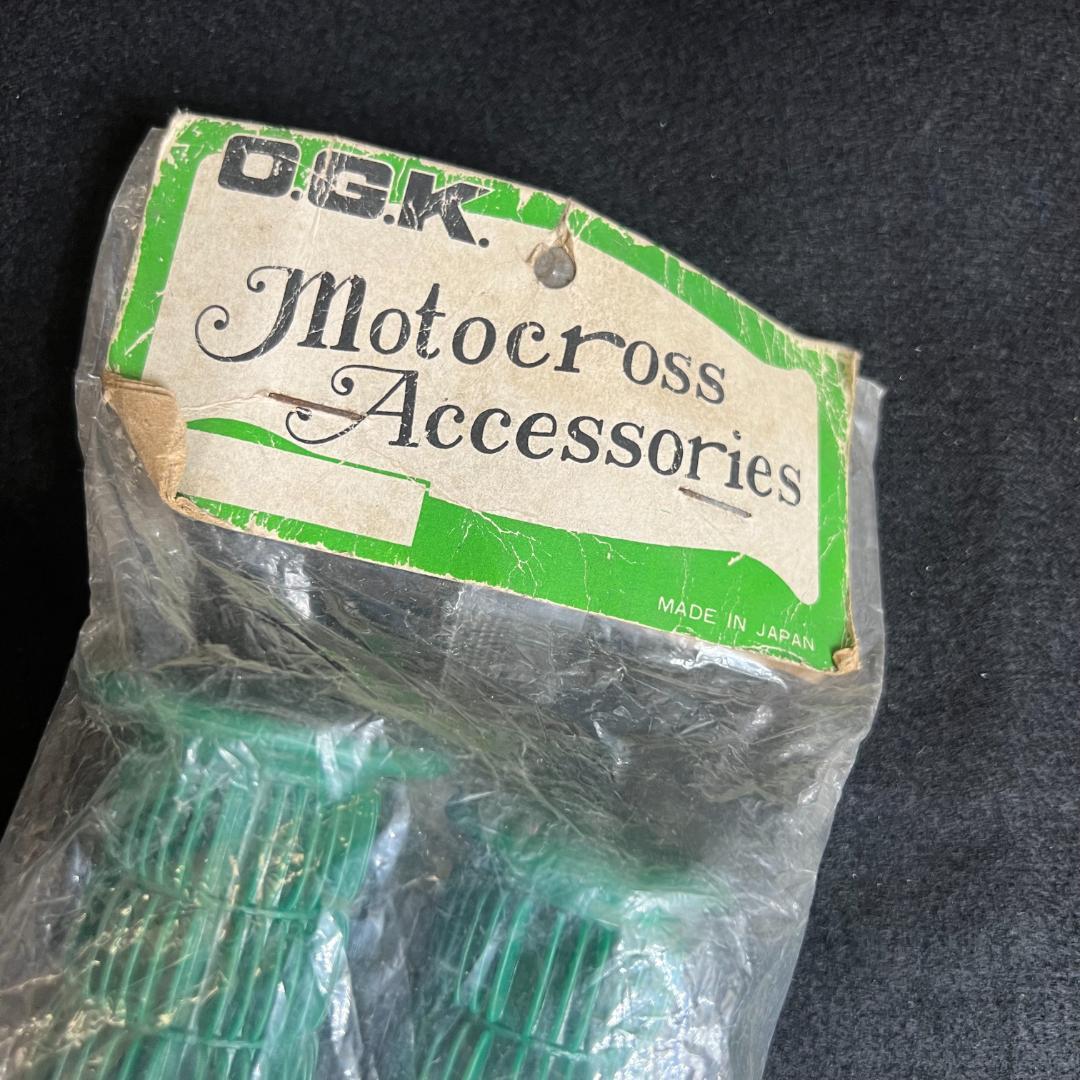 O.G.K.
Motocross
Accessories
MADE IN JAPAN